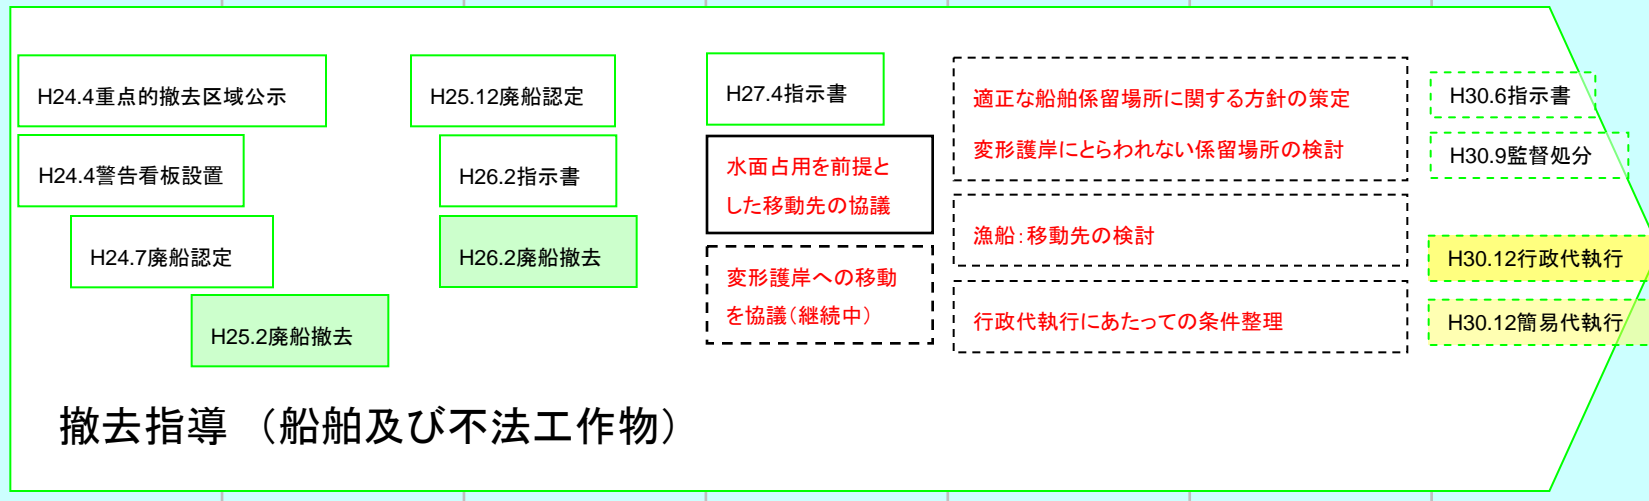 H24.4重点的撤去区域公示
H24.4警告看板設置
H24.7廃船認定
H25.2廃船撤去
H25.12廃船認定
H26.2指示書
H26.2廃船撤去
H27.4指示書
水面占用を前提と
した移動先の協議
変形護岸への移動
を協議（継続中）
適正な船舶係留場所に関する方針の策定
変形護岸にとらわれない係留場所の検討
漁船：移動先の検討
行政代執行にあたっての条件整理
H30.6指示書
H30.9監督処分
H30.12行政代執行
H30.12簡易代執行
撤去指導 （船舶及び不法工作物）